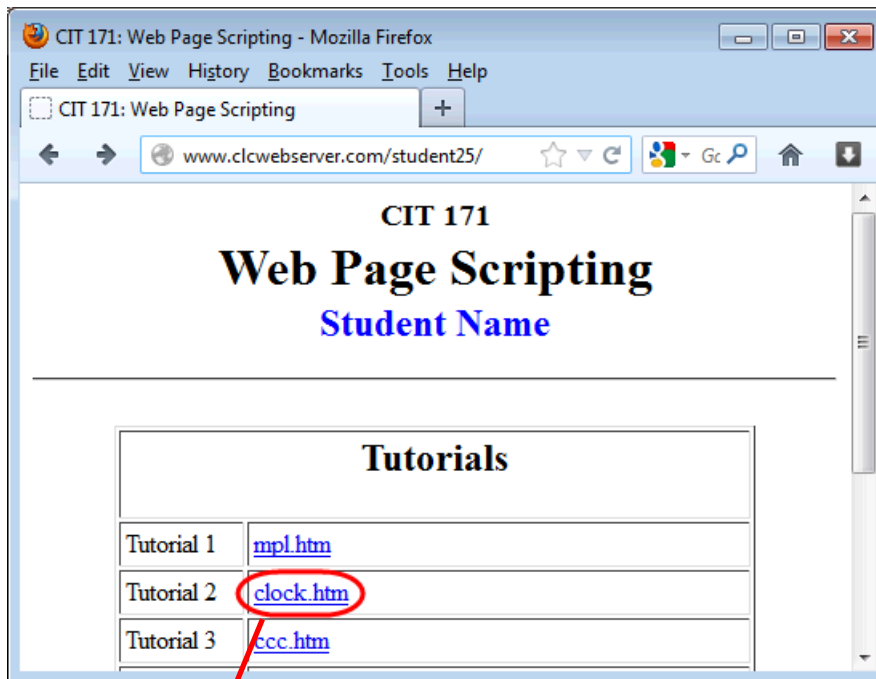 CIT 171: Web Page Scripting - Mozilla Firefox
File Edit View History Bookmarks Tools Help
CIT 171: Web Page Scripting +
www.clcwebserver.com/student25/ Gc
CIT 171
Web Page Scripting
Student Name
Tutorials
Tutorial 1 mpl.htm
Tutorial 2 clock.htm
Tutorial 3 ccc.htm